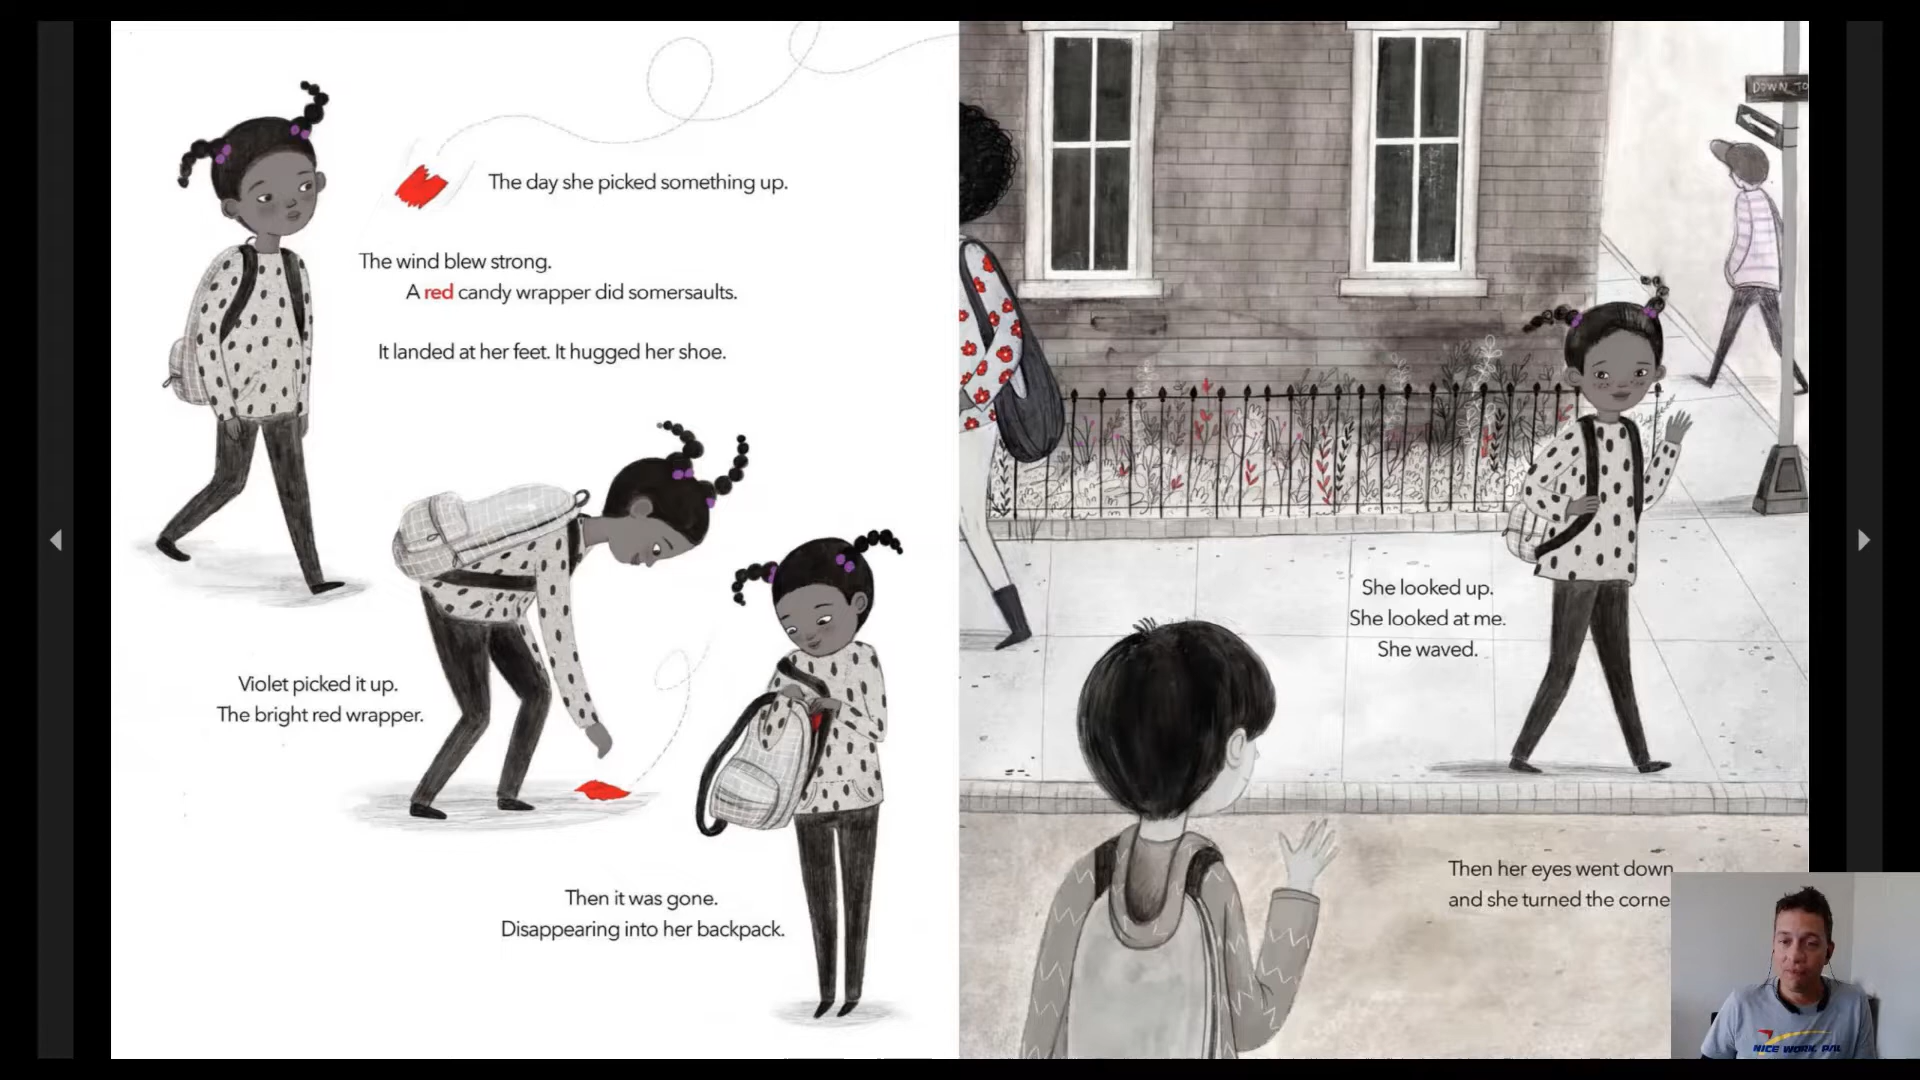 The day she picked something up.
The wind blew strong.
A red candy wrapper did somersaults.
It landed at her feet. It hugged her shoe.
Violet picked it up.
The bright red wrapper.
Then it was gone.
Disappearing into her backpack.
DOWN TO
She looked up.
She looked at me.
She waved.
Then her eyes went down
and she turned the corne
NICE WORK, PAL